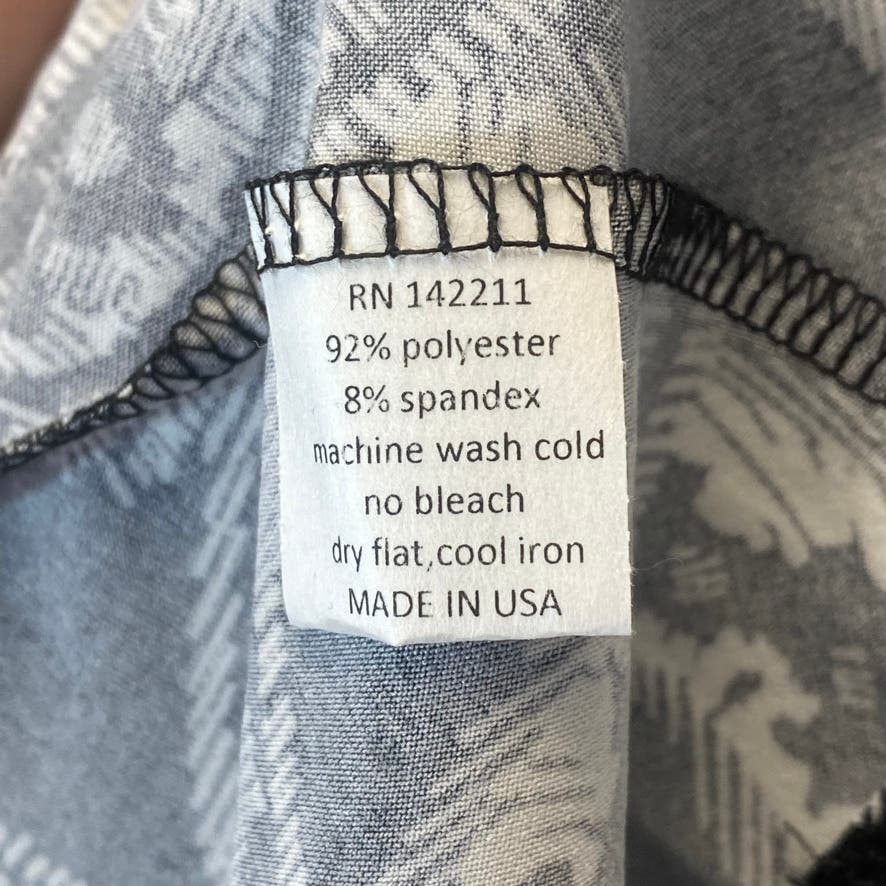 RN 142211
92% polyester
8% spandex
machine wash cold
no bleach
dry flat,cool iron
MADE IN USA